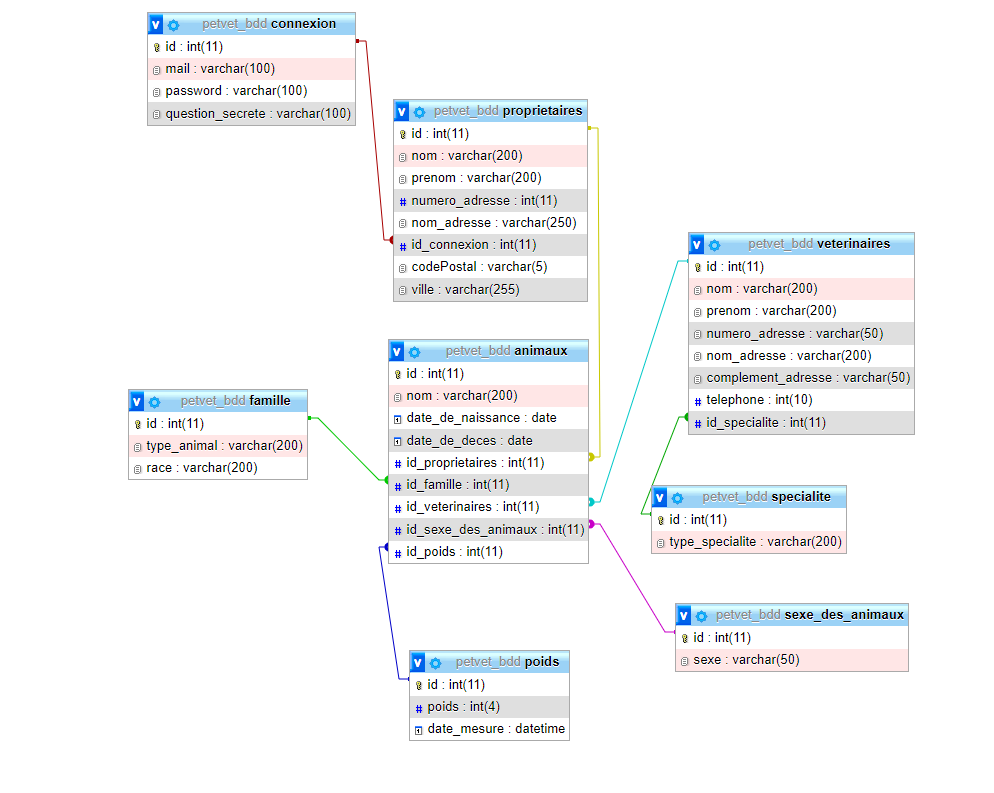 petvet_bdd connexion
id : int(11)
mail : varchar(100)
password : varchar(100)
question_secrete : varchar(100)
petvet_bdd proprietaires
id : int(11)
nom : varchar(200)
prenom : varchar(200)
numero_adresse : int(11)
nom_adresse : varchar(250)
id_connexion : int(11)
codePostal : varchar(5)
ville : varchar(255)
petvet_bdd veterinaires
id : int(11)
nom : varchar(200)
prenom : varchar(200)
numero_adresse : varchar(50)
nom_adresse : varchar(200)
complement_adresse : varchar(50)
telephone : int(10)
id_specialite : int(11)
petvet_bdd animaux
id : int(11)
nom : varchar(200)
date_de_naissance : date
date_de_deces : date
id_proprietaires : int(11)
id_famille : int(11)
id_veterinaires : int(11)
id_sexe_des_animaux : int(11)
id_poids : int(11)
petvet_bdd famille
id : int(11)
type_animal : varchar(200)
race : varchar(200)
petvet_bdd specialite
id : int(11)
type_specialite : varchar(200)
petvet_bdd sexe_des_animaux
id : int(11)
sexe : varchar(50)
petvet_bdd poids
id : int(11)
poids : int(4)
date_mesure : datetime